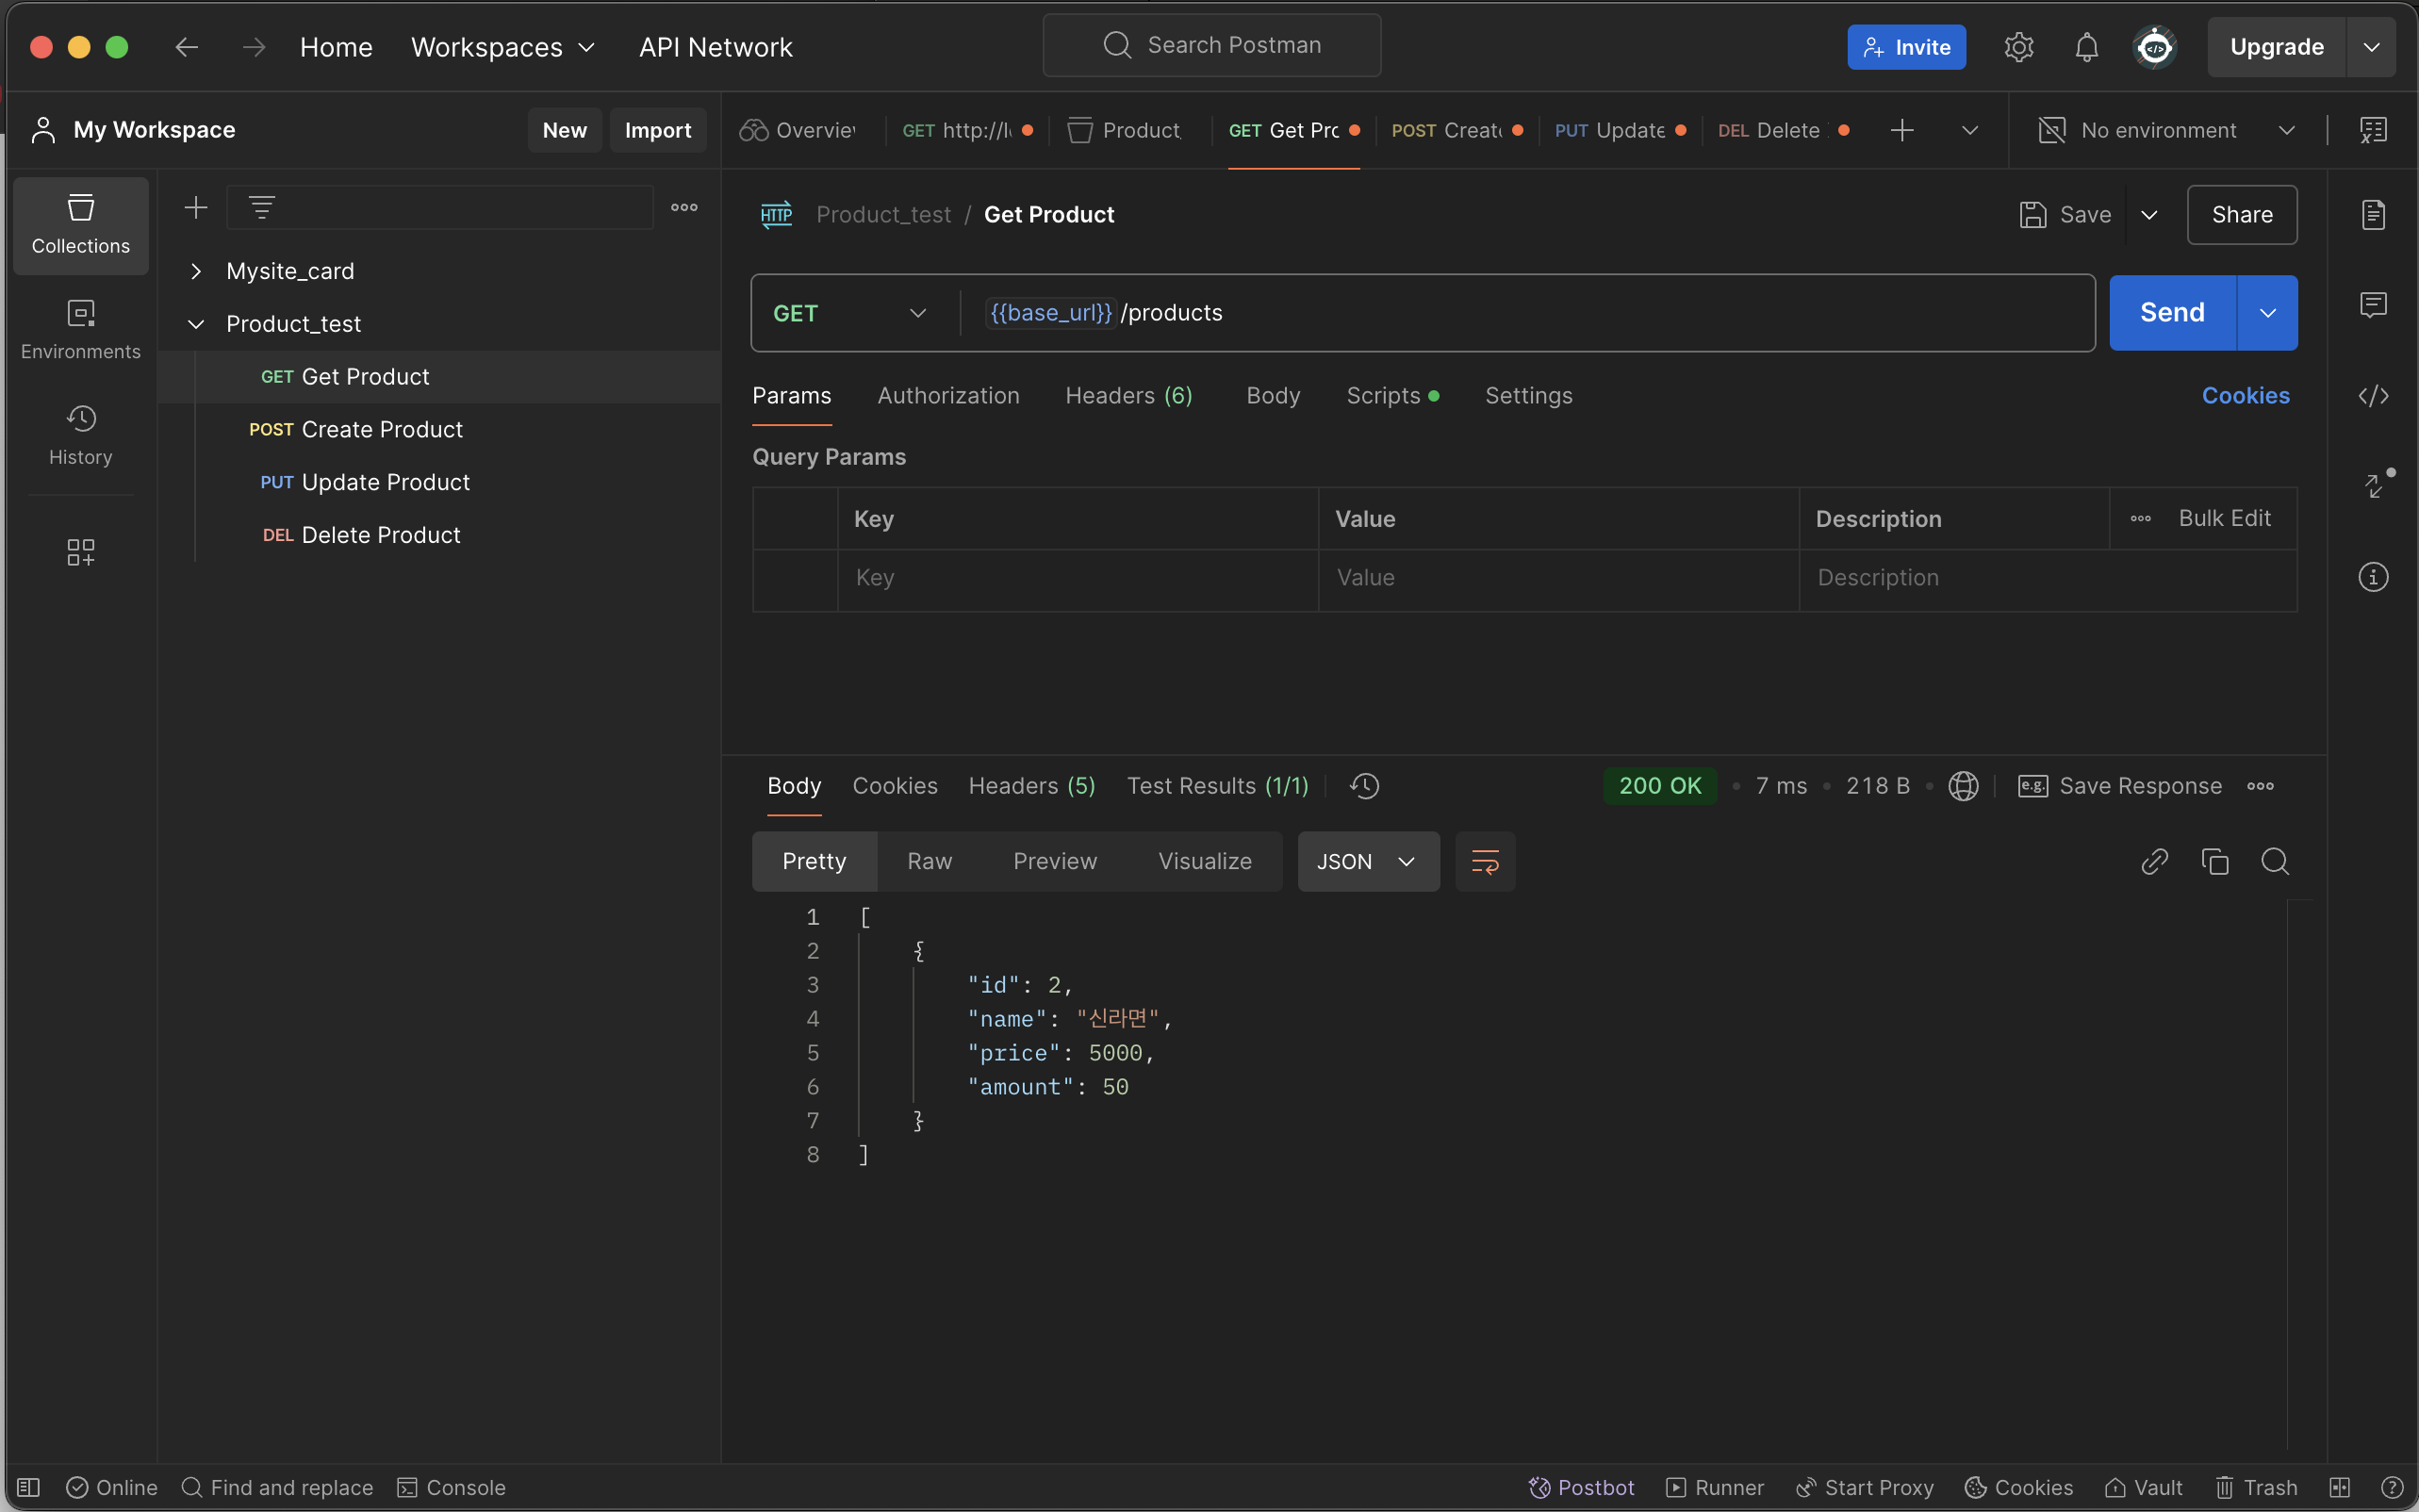 Home Workspaces API Network Search Postman Invite Upgrade
My Workspace New Import Overvie GET http://l GET Get Prc POST Create PUT Update DEL Delete No environment
Product
Collections
Environments
History
Mysite_card
Product_test
GET Get Product
POST Create Product
PUT Update Product
DEL Delete Product
HTTP Product_test / Get Product Save Share
GET {{base_url}}/products Send
Params Authorization Headers (6) Body Scripts Settings Cookies
Query Params
Key Value Description Bulk Edit
Key Value Description
Body Cookies Headers (5) Test Results (1/1) 200 OK 7 ms 218 B e.g. Save Response
Pretty Raw Preview Visualize JSON
1 [
2 {
3 "id": 2,
4 "name": "신라면",
5 "price": 5000,
6 "amount": 50
7 }
8 ]
Online Find and replace Console Postbot Runner Start Proxy Cookies Vault Trash